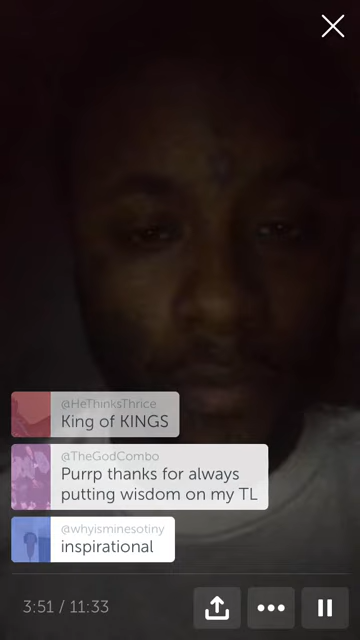 @HeThinksThrice
King of KINGS
@TheGodCombo
Purrp thanks for always
putting wisdom on my TL
@whyisminesotiny
inspirational
3:51 / 11:33